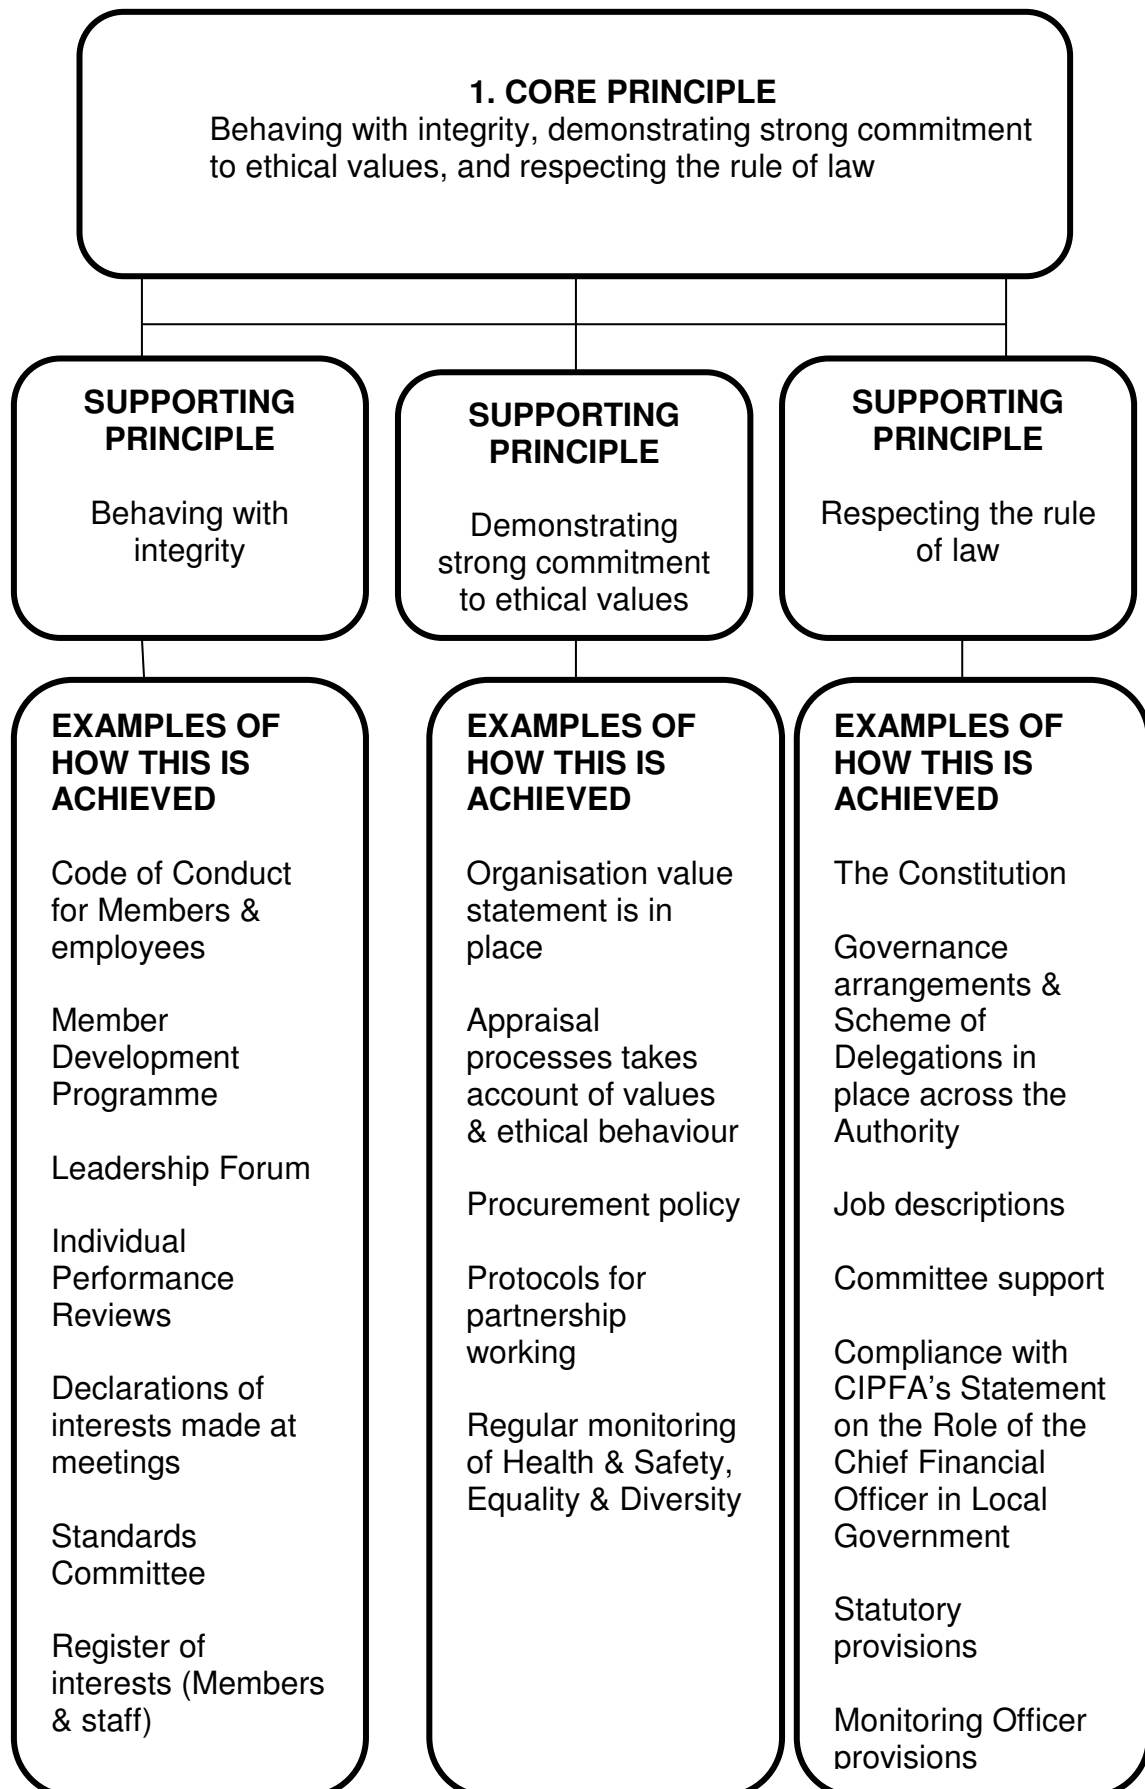 1. CORE PRINCIPLE
Behaving with integrity, demonstrating strong commitment
to ethical values, and respecting the rule of law
SUPPORTING
PRINCIPLE
Behaving with
integrity
SUPPORTING
PRINCIPLE
Demonstrating
strong commitment
to ethical values
SUPPORTING
PRINCIPLE
Respecting the rule
of law
EXAMPLES OF
HOW THIS IS
ACHIEVED
Code of Conduct
for Members &
employees
Member
Development
Programme
Leadership Forum
Individual
Performance
Reviews
Declarations of
interests made at
meetings
Standards
Committee
Register of
interests (Members
& staff)
EXAMPLES OF
HOW THIS IS
ACHIEVED
Organisation value
statement is in
place
Appraisal
processes takes
account of values
& ethical behaviour
Procurement policy
Protocols for
partnership
working
Regular monitoring
of Health & Safety,
Equality & Diversity
EXAMPLES OF
HOW THIS IS
ACHIEVED
The Constitution
Governance
arrangements &
Scheme of
Delegations in
place across the
Authority
Job descriptions
Committee support
Compliance with
CIPFA's Statement
on the Role of the
Chief Financial
Officer in Local
Government
Statutory
provisions
Monitoring Officer
provisions